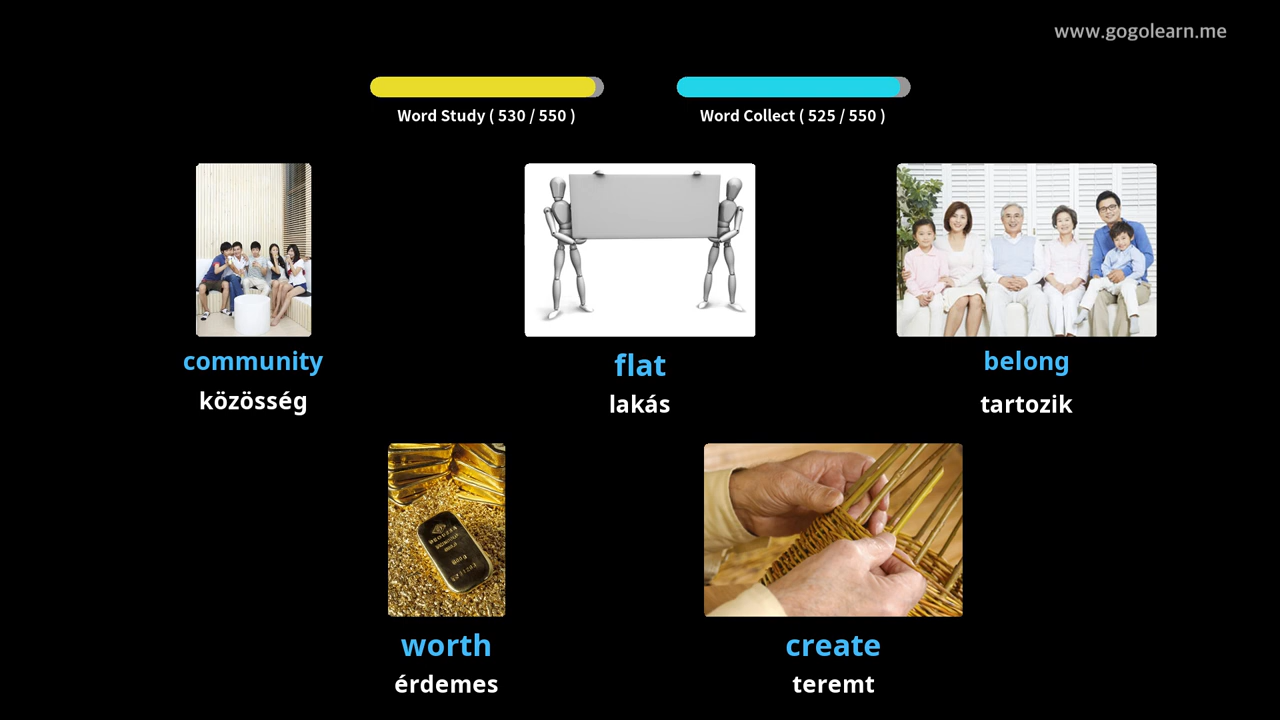 www.gogolearn.me
Word Study ( 530 / 550 )
Word Collect ( 525 / 550 )
community
közösség
flat
lakás
belong
tartozik
worth
érdemes
create
teremt